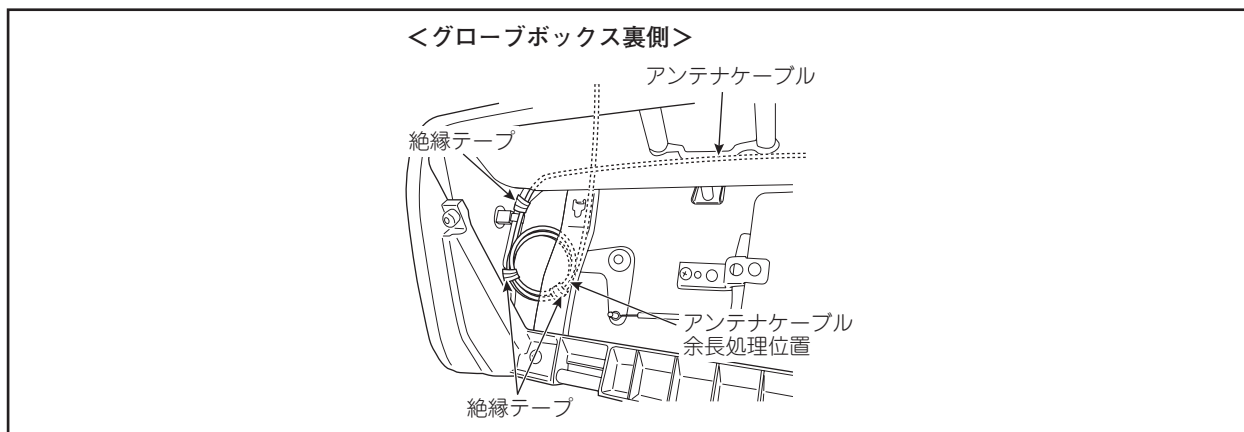 ＜グローブボックス裏側＞
アンテナケーブル
絶縁テープ
アンテナケーブル
余長処理位置
絶縁テープ